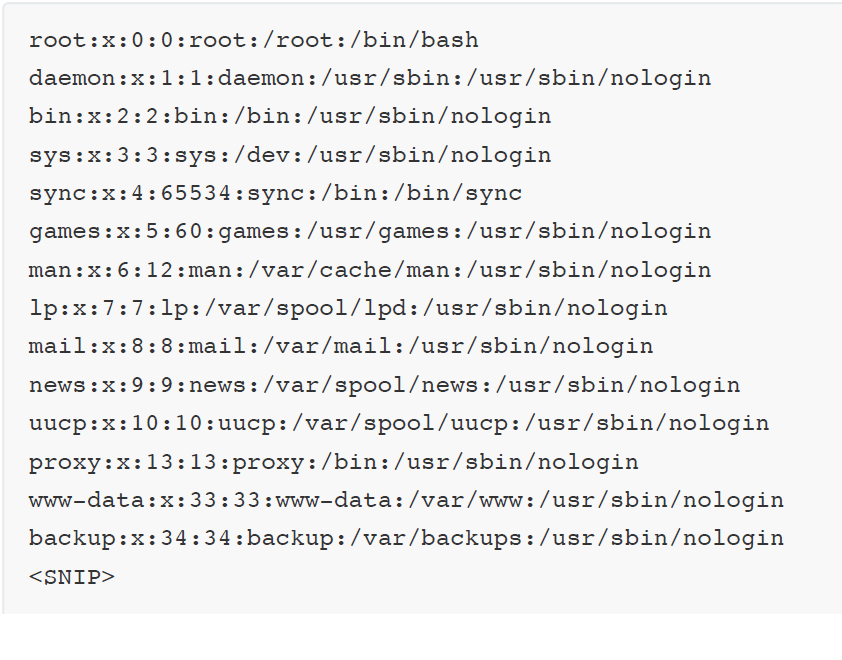 root:x:0:0:root:/root:/bin/bash
daemon:x:1:1:daemon:/usr/sbin:/usr/sbin/nologin
bin:x:2:2:bin:/bin:/usr/sbin/nologin
sys:x:3:3:sys:/dev:/usr/sbin/nologin
sync:x:4:65534:sync:/bin:/bin/sync
games:x:5:60:games:/usr/games:/usr/sbin/nologin
man:x:6:12:man:/var/cache/man:/usr/sbin/nologin
lp:x:7:7:lp:/var/spool/lpd:/usr/sbin/nologin
mail:x:8:8:mail:/var/mail:/usr/sbin/nologin
news:x:9:9:news:/var/spool/news:/usr/sbin/nologin
uucp:x:10:10:uucp:/var/spool/uucp:/usr/sbin/nologin
proxy:x:13:13:proxy:/bin:/usr/sbin/nologin
www-data:x:33:33:www-data:/var/www:/usr/sbin/nologin
backup:x:34:34:backup:/var/backups:/usr/sbin/nologin
<SNIP>